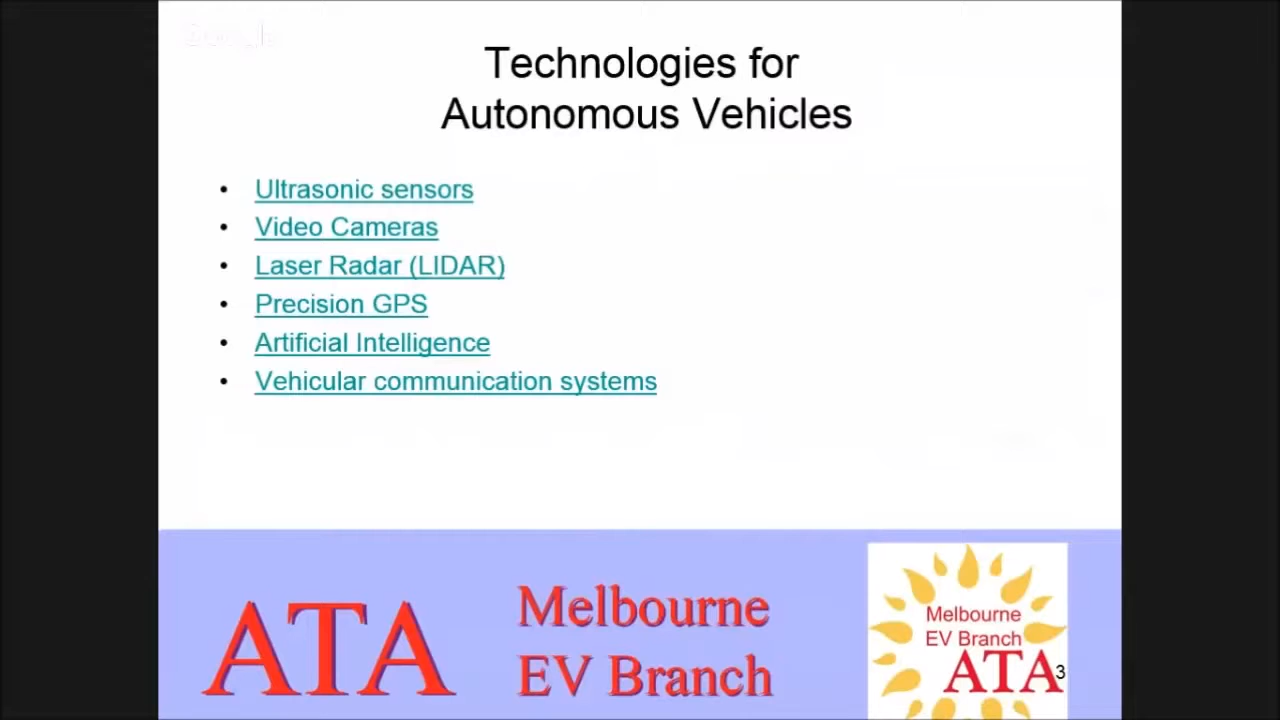 Technologies for
Autonomous Vehicles
• Ultrasonic sensors
• Video Cameras
• Laser Radar (LIDAR)
• Precision GPS
• Artificial Intelligence
• Vehicular communication systems
ATA
Melbourne
EV Branch
Melbourne
EV Branch
ATA
3